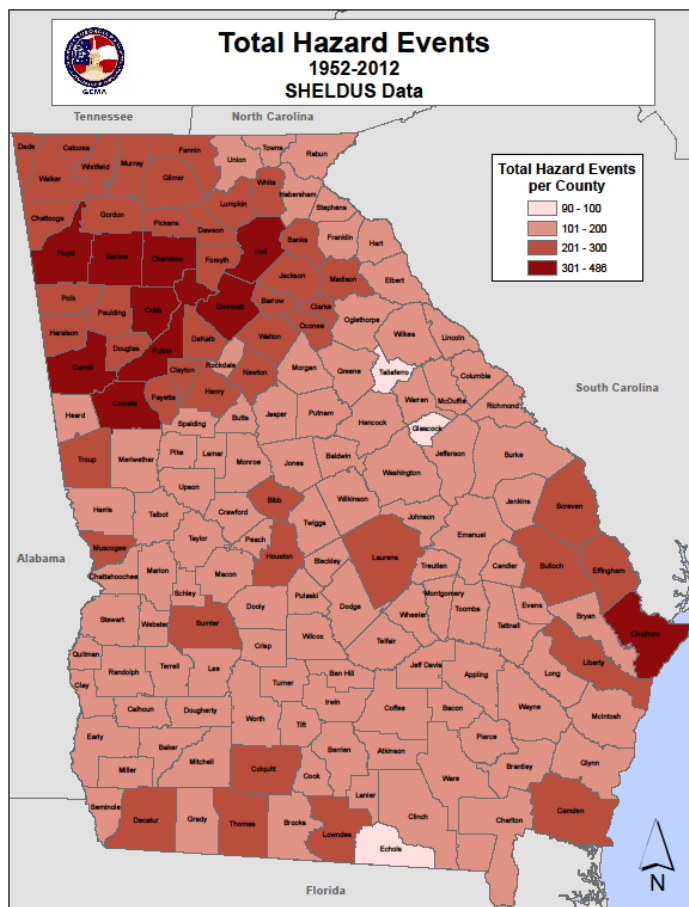 Total Hazard Events
1952-2012
SHELDUS Data
GEMA
Tennessee
North Carolina
Total Hazard Events
per County
90 - 100
101 - 200
201 - 300
301 - 486
South Carolina
Alabama
Florida
N
Dade
Catoosa
Fannin
Towns
Rabun
Union
Murray
Whitfield
Walker
Gilmer
White
Habersham
Lumpkin
Stephens
Chattooga
Gordon
Pickens
Dawson
Banks
Franklin
Hart
Floyd
Bartow
Cherokee
Forsyth
Hall
Jackson
Madison
Elbert
Polk
Paulding
Cobb
Gwinnett
Barrow
Clarke
Oglethorpe
Haralson
Douglas
Fulton
DeKalb
Walton
Oconee
Wilkes
Lincoln
Carroll
Clayton
Rockdale
Newton
Morgan
Greene
Taliaferro
Columbia
Heard
Coweta
Fayette
Henry
Warren
McDuffie
Richmond
Spalding
Butts
Jasper
Putnam
Hancock
Glascock
Troup
Meriwether
Pike
Lamar
Monroe
Jones
Baldwin
Jefferson
Burke
Upson
Washington
Harris
Talbot
Crawford
Bibb
Wilkinson
Jenkins
Screven
Twiggs
Johnson
Muscogee
Taylor
Peach
Houston
Bleckley
Laurens
Emanuel
Chattahoochee
Marion
Macon
Treutlen
Candler
Bulloch
Effingham
Schley
Pulaski
Montgomery
Stewart
Webster
Sumter
Dooly
Dodge
Wheeler
Toombs
Evans
Bryan
Chatham
Wilcox
Telfair
Tattnall
Quitman
Crisp
Liberty
Randolph
Terrell
Lee
Ben Hill
Jeff Davis
Appling
Long
Clay
Turner
Irwin
Calhoun
Dougherty
Worth
Tift
Coffee
Bacon
Wayne
McIntosh
Early
Baker
Mitchell
Berrien
Atkinson
Pierce
Miller
Colquitt
Cook
Ware
Brantley
Glynn
Seminole
Lanier
Decatur
Grady
Thomas
Brooks
Lowndes
Clinch
Charlton
Camden
Echols